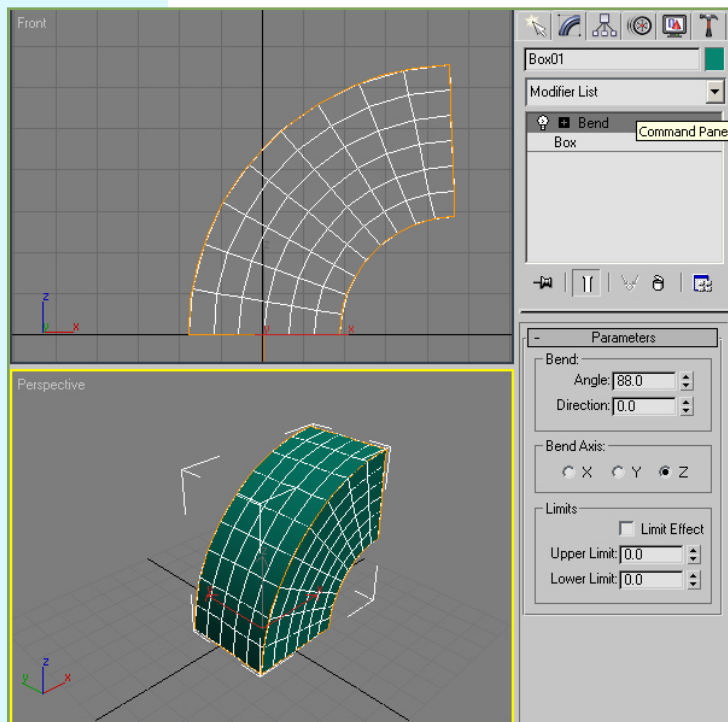 Front
z
x
y
z
y
x
Perspective
z
y
x
Box01
Modifier List
Bend
Command Pane
Box
- Parameters
Bend:
Angle: 88.0
Direction: 0.0
Bend Axis:
X Y Z
Limits
Limit Effect
Upper Limit: 0.0
Lower Limit: 0.0